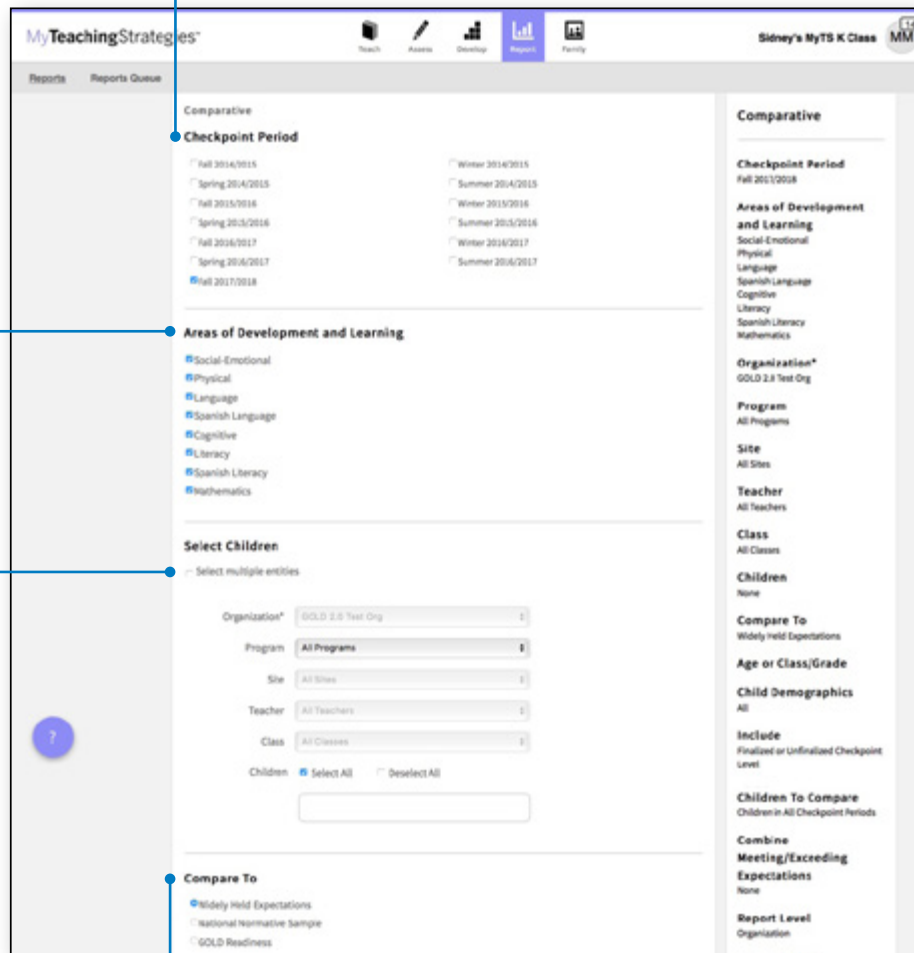 MyTeachingStrategies™
Teach
Assess
Develop
Report
Family
Sidney's MyTS K Class
MM
Reports
Reports Queue
Comparative
Checkpoint Period
Fall 2014/2015
Winter 2014/2015
Spring 2014/2015
Summer 2014/2015
Fall 2015/2016
Winter 2015/2016
Spring 2015/2016
Summer 2015/2016
Fall 2016/2017
Winter 2016/2017
Spring 2016/2017
Summer 2016/2017
Fall 2017/2018
Areas of Development and Learning
Social-Emotional
Physical
Language
Spanish Language
Cognitive
Literacy
Spanish Literacy
Mathematics
Select Children
Select multiple entities
Organization* GOLD 2.0 Test Org
Program All Programs
Site All Sites
Teacher All Teachers
Class All Classes
Children Select All Deselect All
Compare To
Widely Held Expectations
National Normative Sample
GOLD Readiness
?
Comparative
Checkpoint Period
Fall 2017/2018
Areas of Development
and Learning
Social-Emotional
Physical
Language
Spanish Language
Cognitive
Literacy
Spanish Literacy
Mathematics
Organization*
GOLD 2.0 Test Org
Program
All Programs
Site
All Sites
Teacher
All Teachers
Class
All Classes
Children
None
Compare To
Widely Held Expectations
Age or Class/Grade
Child Demographics
All
Include
Finalized or Unfinalized Checkpoint
Level
Children To Compare
Children in All Checkpoint Periods
Combine
Meeting/Exceeding
Expectations
None
Report Level
Organization